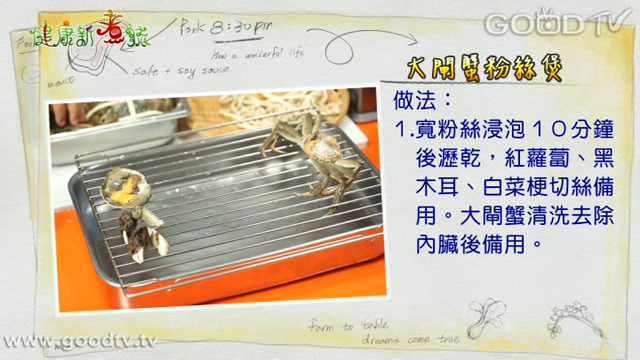 健康新煮張
Pork 8:30pm
GOODTV
How a wonderful life
safe + soy sauce
大閘蟹粉絲煲
做法：
1.寬粉絲浸泡10分鐘
後瀝乾，紅蘿蔔、黑
木耳、白菜梗切絲備
用。大閘蟹清洗去除
內臟後備用。
www.goodtv.tv
farm to table
dreams come true